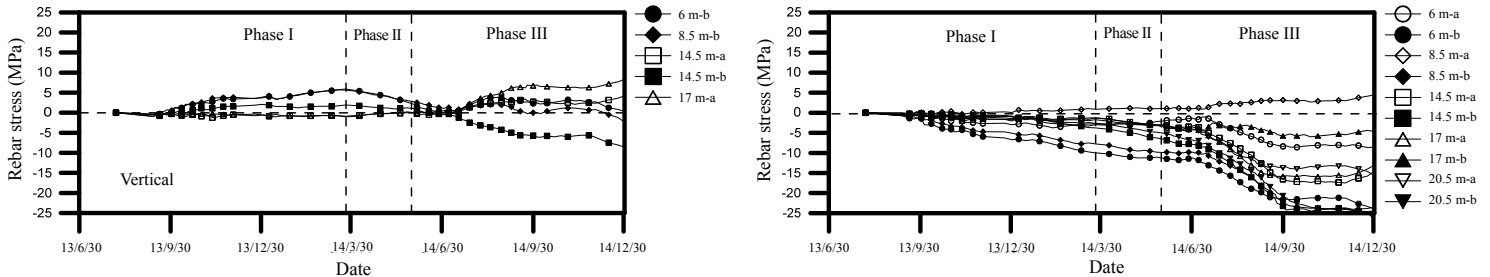 25
20
15
10
5
0
-5
-10
-15
-20
-25
Rebar stress (MPa)
Phase I
Phase II
Phase III
Vertical
13/6/30
13/9/30
13/12/30
14/3/30
14/6/30
14/9/30
14/12/30
Date
6 m-b
8.5 m-b
14.5 m-a
14.5 m-b
17 m-a
25
20
15
10
5
0
-5
-10
-15
-20
-25
Rebar stress (MPa)
Phase I
Phase II
Phase III
13/6/30
13/9/30
13/12/30
14/3/30
14/6/30
14/9/30
14/12/30
Date
6 m-a
6 m-b
8.5 m-a
8.5 m-b
14.5 m-a
14.5 m-b
17 m-a
17 m-b
20.5 m-a
20.5 m-b